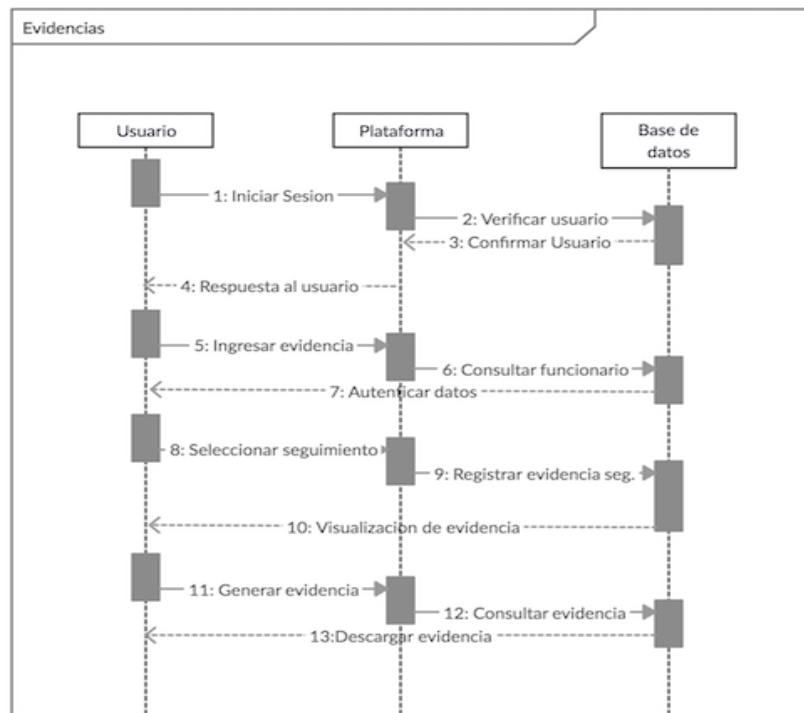 Evidencias
Usuario
Plataforma
Base de
datos
1: Iniciar Sesion
2: Verificar usuario
3: Confirmar Usuario
4: Respuesta al usuario
5: Ingresar evidencia
6: Consultar funcionario
7: Autenticar datos
8: Seleccionar seguimiento
9: Registrar evidencia seg.
10: Visualizacion de evidencia
11: Generar evidencia
12: Consultar evidencia
13:Descargar evidencia